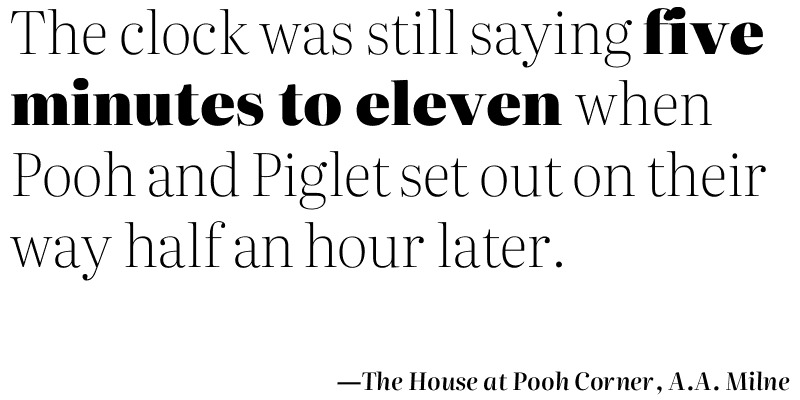 The clock was still saying five
minutes to eleven when
Pooh and Piglet set out on their
way half an hour later.
—The House at Pooh Corner, A.A. Milne